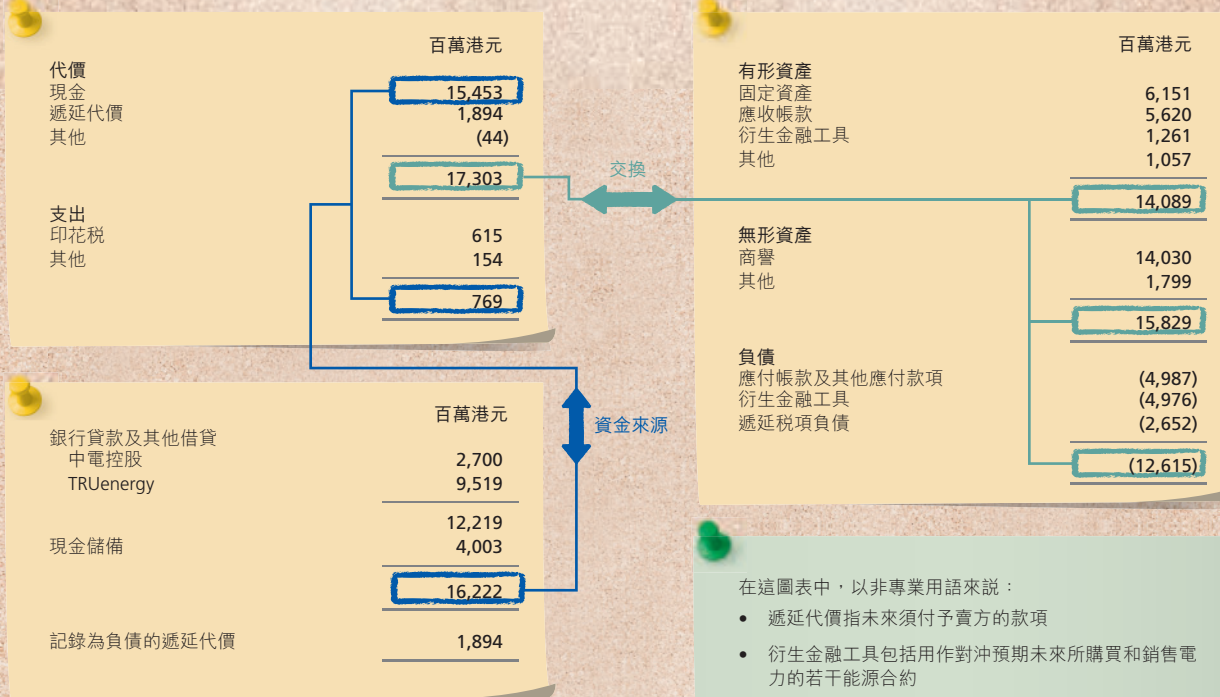 百萬港元
代價
現金 15,453
遞延代價 1,894
其他 (44)
17,303
支出
印花税 615
其他 154
769
交換
百萬港元
有形資產
固定資產 6,151
應收帳款 5,620
衍生金融工具 1,261
其他 1,057
14,089
無形資產
商譽 14,030
其他 1,799
15,829
負債
應付帳款及其他應付款項 (4,987)
衍生金融工具 (4,976)
遞延税項負債 (2,652)
(12,615)
資金來源
百萬港元
銀行貸款及其他借貸
中電控股 2,700
TRUenergy 9,519
12,219
現金儲備 4,003
16,222
記錄為負債的遞延代價 1,894
在這圖表中，以非專業用語來説：
• 遞延代價指未來須付予賣方的款項
• 衍生金融工具包括用作對沖預期未來所購買和銷售電
力的若干能源合約